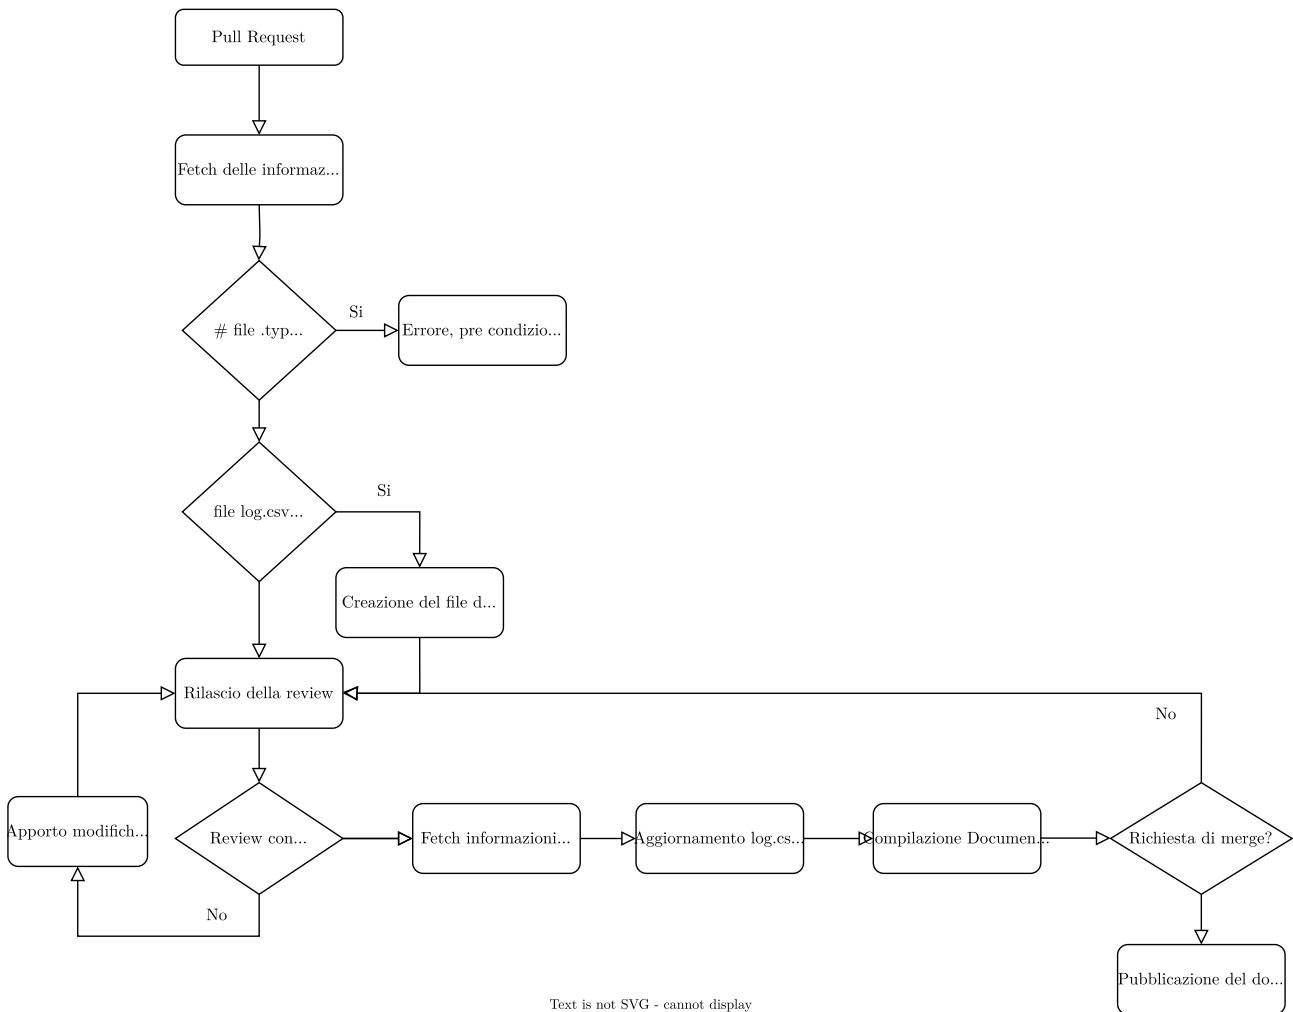 Pull Request
Fetch delle informaz...
# file .typ...
Si
Errore, pre condizio...
file log.csv...
Si
Creazione del file d...
Rilascio della review
No
Apporto modifich...
Review con...
Fetch informazioni...
Aggiornamento log.cs...
Compilazione Documen...
Richiesta di merge?
No
Pubblicazione del do...
Text is not SVG - cannot display